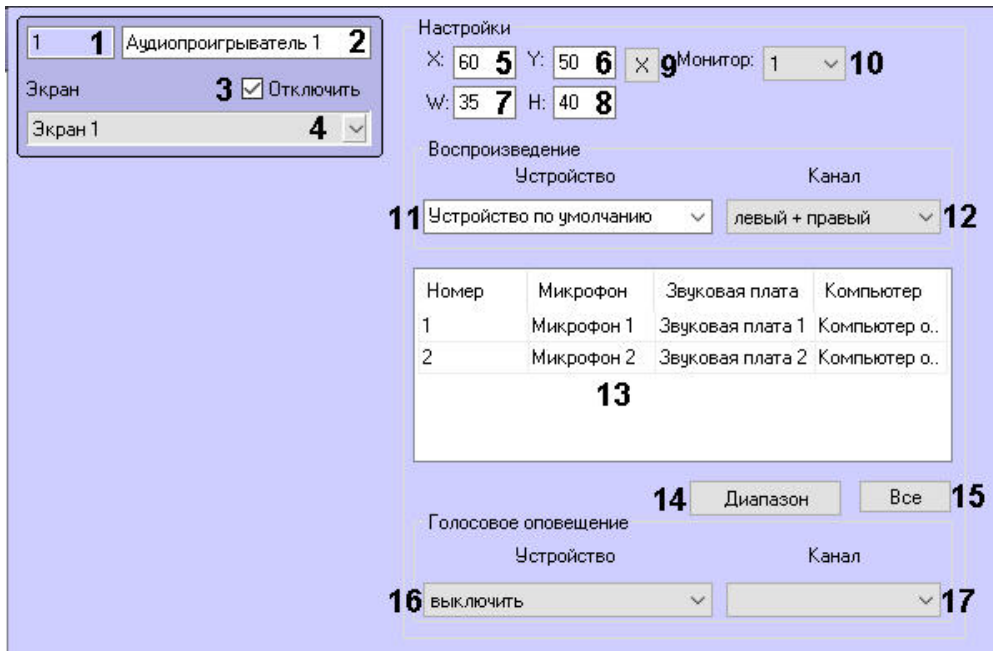 1 1 Аудиопроигрыватель 1 2
Экран 3 Отключить
Экран 1 4
Настройки
X: 60 5 Y: 50 6 X 9 Монитор: 1 10
W: 35 7 H: 40 8
Воспроизведение
Устройство Канал
11 Устройство по умолчанию левый + правый 12
Номер Микрофон Звуковая плата Компьютер
1 Микрофон 1 Звуковая плата 1 Компьютер о..
2 Микрофон 2 Звуковая плата 2 Компьютер о..
13
14 Диапазон Все 15
Голосовое оповещение
Устройство Канал
16 выключить 17